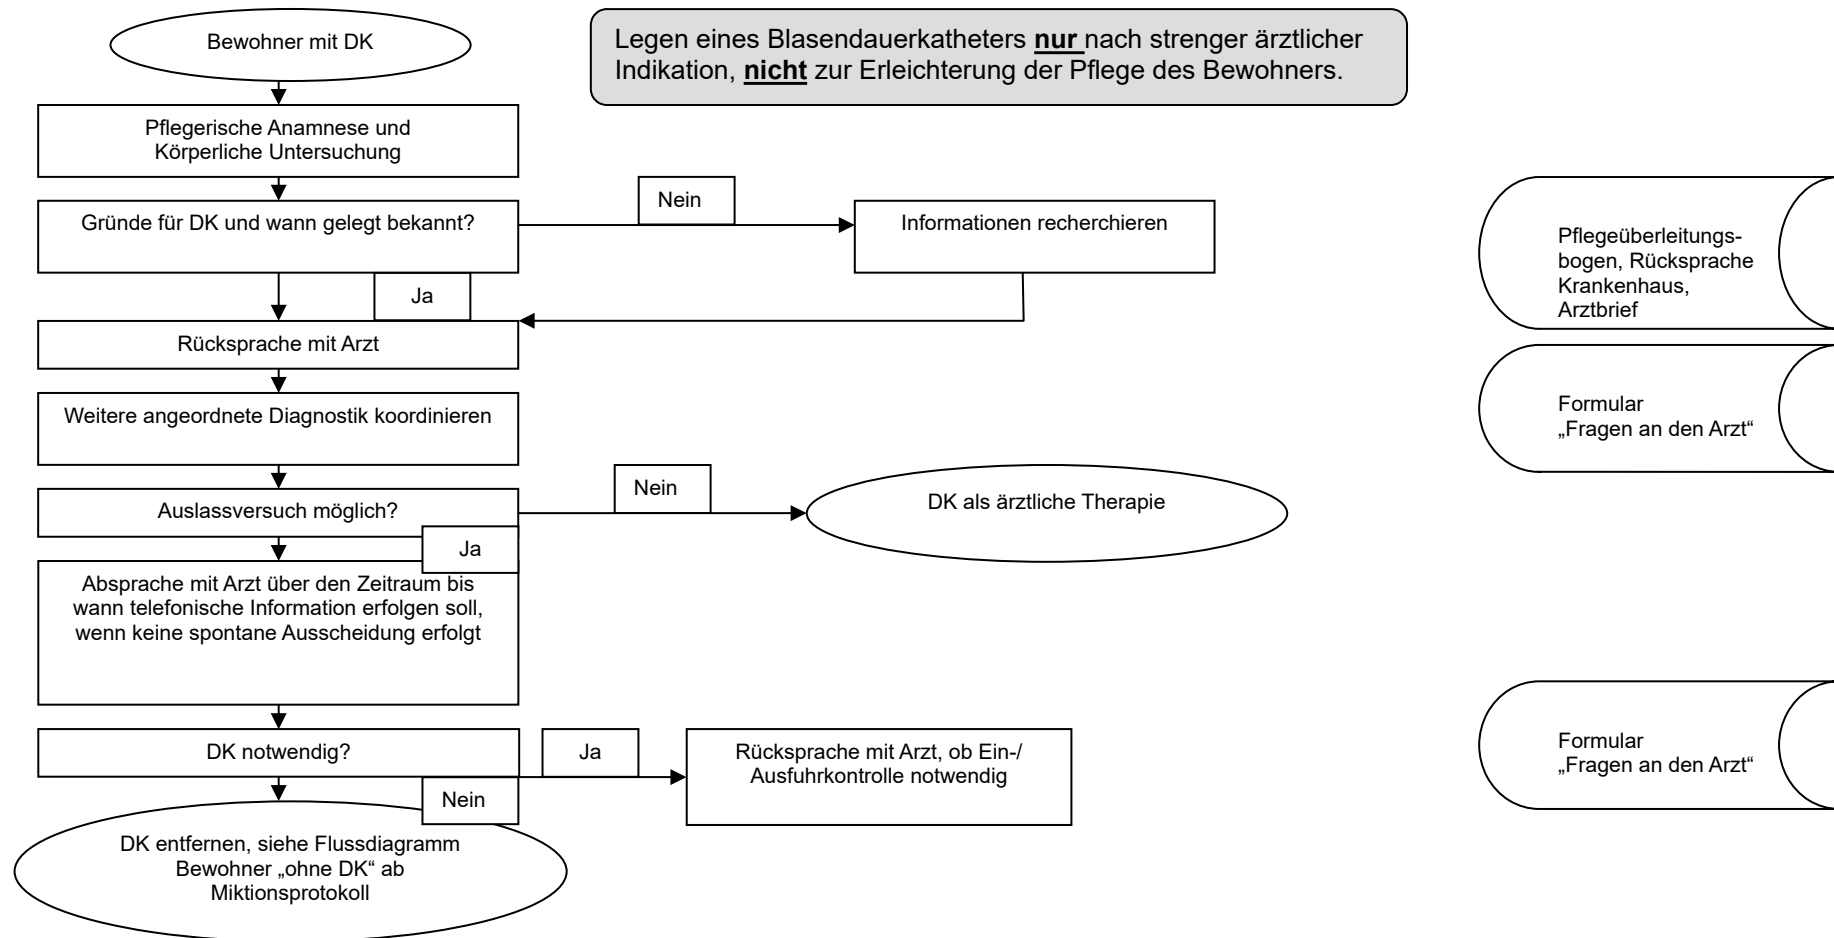 Bewohner mit DK
Legen eines Blasendauerkatheters nur nach strenger ärztlicher
Indikation, nicht zur Erleichterung der Pflege des Bewohners.
Pflegerische Anamnese und
Körperliche Untersuchung
Gründe für DK und wann gelegt bekannt?
Nein
Informationen recherchieren
Pflegeüberleitungs-
bogen, Rücksprache
Krankenhaus,
Arztbrief
Ja
Rücksprache mit Arzt
Formular
„Fragen an den Arzt“
Weitere angeordnete Diagnostik koordinieren
Auslassversuch möglich?
Nein
DK als ärztliche Therapie
Ja
Absprache mit Arzt über den Zeitraum bis
wann telefonische Information erfolgen soll,
wenn keine spontane Ausscheidung erfolgt
DK notwendig?
Ja
Rücksprache mit Arzt, ob Ein-/
Ausfuhrkontrolle notwendig
Formular
„Fragen an den Arzt“
Nein
DK entfernen, siehe Flussdiagramm
Bewohner „ohne DK“ ab
Miktionsprotokoll